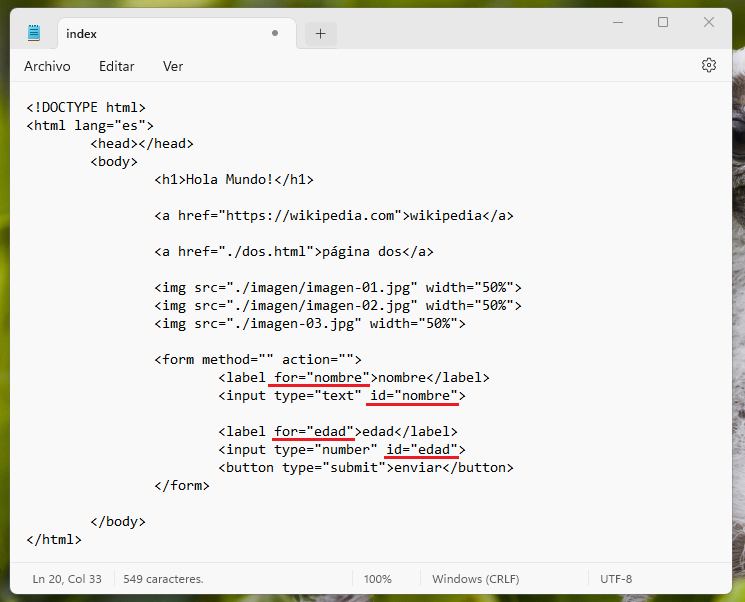 index
Archivo Editar Ver
<!DOCTYPE html>
<html lang="es">
<head></head>
<body>
<h1>Hola Mundo!</h1>
<a href="https://wikipedia.com">wikipedia</a>
<a href="./dos.html">página dos</a>
<img src="./imagen/imagen-01.jpg" width="50%">
<img src="./imagen/imagen-02.jpg" width="50%">
<img src="./imagen-03.jpg" width="50%">
<form method="" action="">
<label for="nombre">nombre</label>
<input type="text" id="nombre">
<label for="edad">edad</label>
<input type="number" id="edad">
<button type="submit">enviar</button>
</form>
</body>
</html>
Ln 20, Col 33 549 caracteres. 100% Windows (CRLF) UTF-8